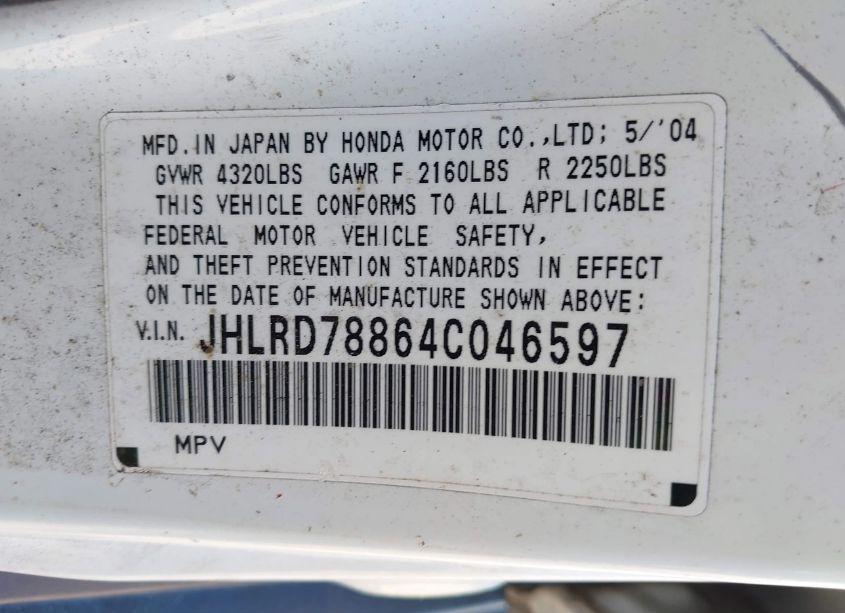 MFD.IN JAPAN BY HONDA MOTOR CO.,LTD; 5/'04
GVWR 4320LBS GAWR F 2160LBS R 2250LBS
THIS VEHICLE CONFORMS TO ALL APPLICABLE
FEDERAL MOTOR VEHICLE SAFETY,
AND THEFT PREVENTION STANDARDS IN EFFECT
ON THE DATE OF MANUFACTURE SHOWN ABOVE:
V.I.N. JHLRD78864C046597
MPV